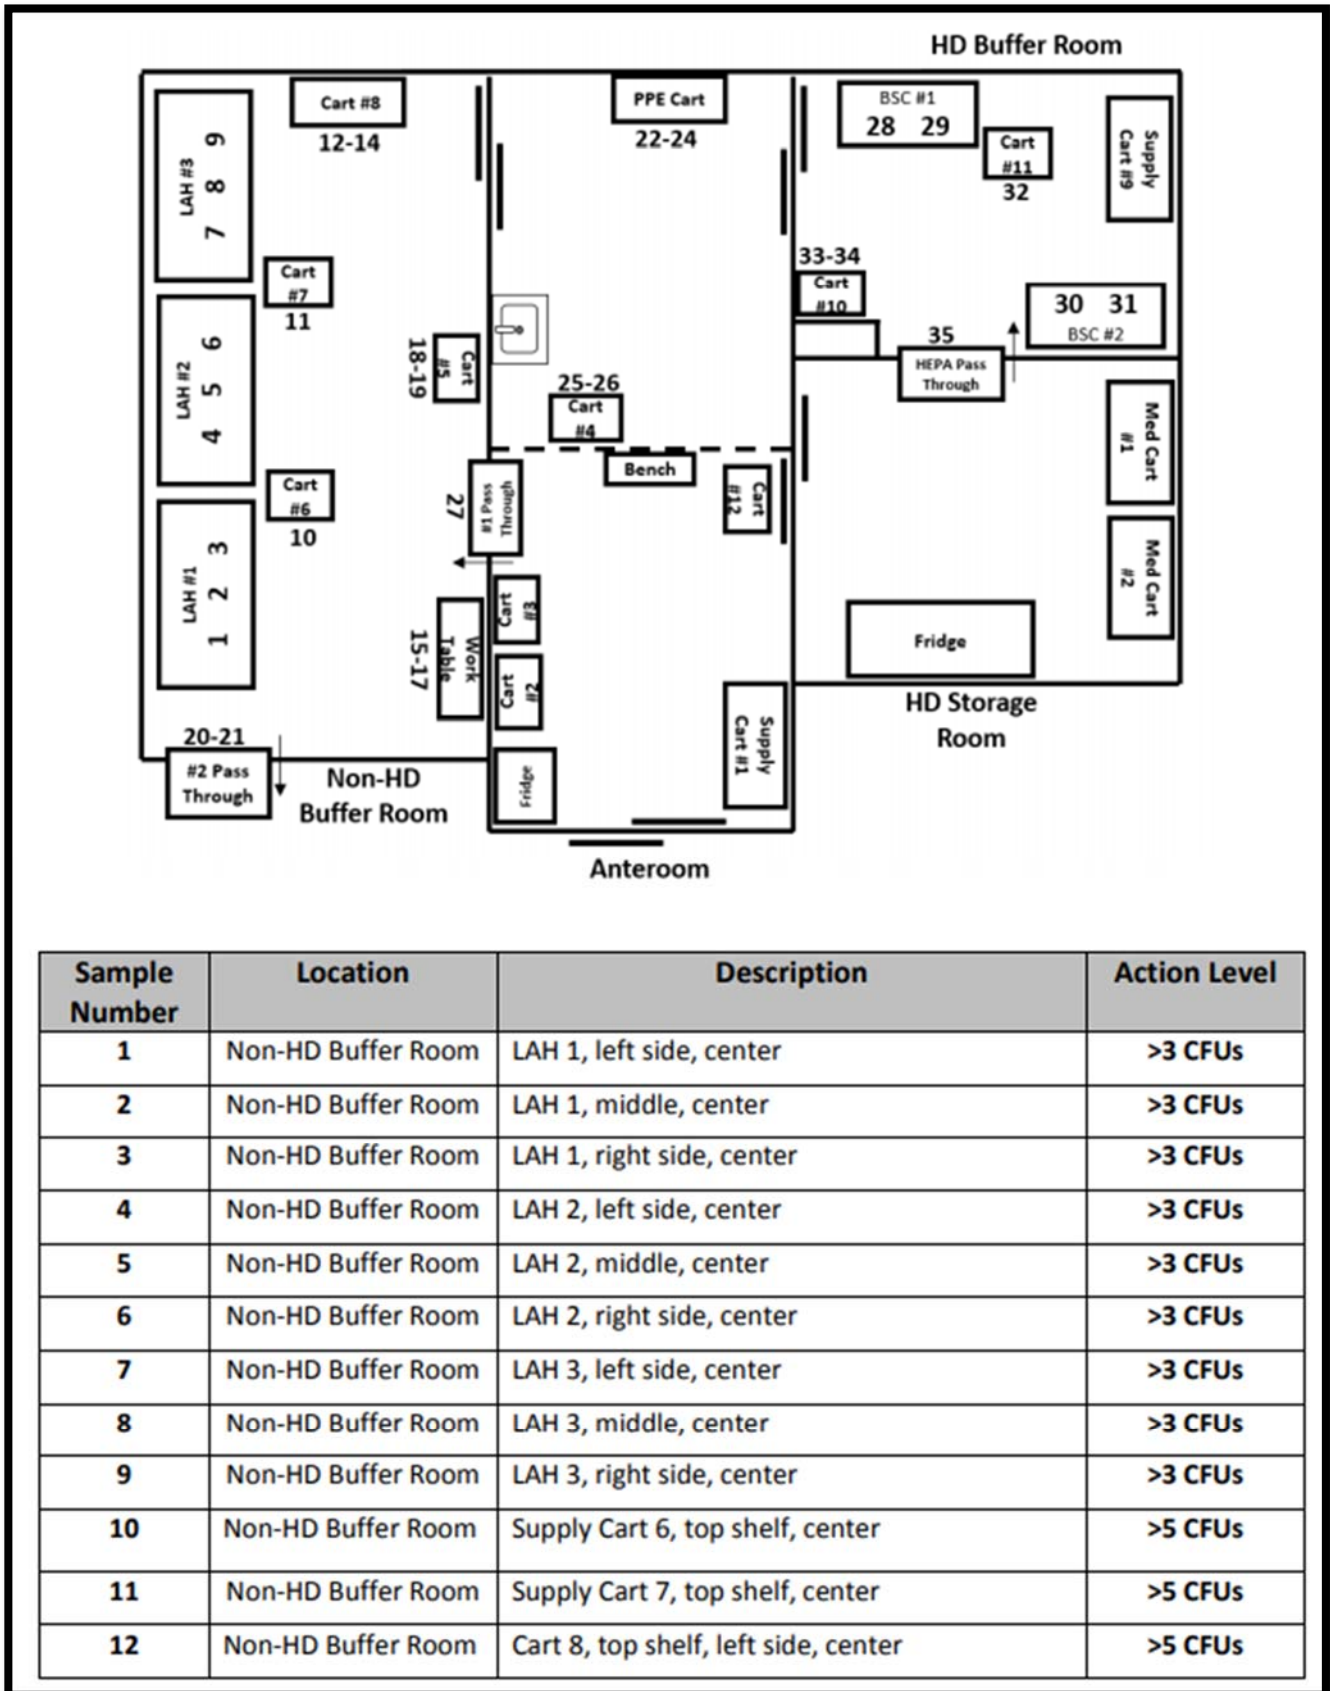 HD Buffer Room
Cart #8
12-14
PPE Cart
22-24
BSC #1
28 29
Cart
#11
32
Supply
Cart #9
LAH #3
7 8 9
Cart
#7
11
33-34
Cart
#10
30 31
BSC #2
LAH #2
4 5 6
18-19
Cart
#5
25-26
Cart
#4
35
HEPA Pass
Through
Med Cart
#1
Bench
Cart
#12
Cart
#6
10
27
#1 Pass
Through
LAH #1
1 2 3
Cart
#3
Med Cart
#2
15-17
Work
Table
Cart
#2
Fridge
HD Storage
Room
Supply
Cart #1
20-21
#2 Pass
Through
Non-HD
Buffer Room
Fridge
Anteroom
Sample Number Location Description Action Level
1 Non-HD Buffer Room LAH 1, left side, center >3 CFUs
2 Non-HD Buffer Room LAH 1, middle, center >3 CFUs
3 Non-HD Buffer Room LAH 1, right side, center >3 CFUs
4 Non-HD Buffer Room LAH 2, left side, center >3 CFUs
5 Non-HD Buffer Room LAH 2, middle, center >3 CFUs
6 Non-HD Buffer Room LAH 2, right side, center >3 CFUs
7 Non-HD Buffer Room LAH 3, left side, center >3 CFUs
8 Non-HD Buffer Room LAH 3, middle, center >3 CFUs
9 Non-HD Buffer Room LAH 3, right side, center >3 CFUs
10 Non-HD Buffer Room Supply Cart 6, top shelf, center >5 CFUs
11 Non-HD Buffer Room Supply Cart 7, top shelf, center >5 CFUs
12 Non-HD Buffer Room Cart 8, top shelf, left side, center >5 CFUs